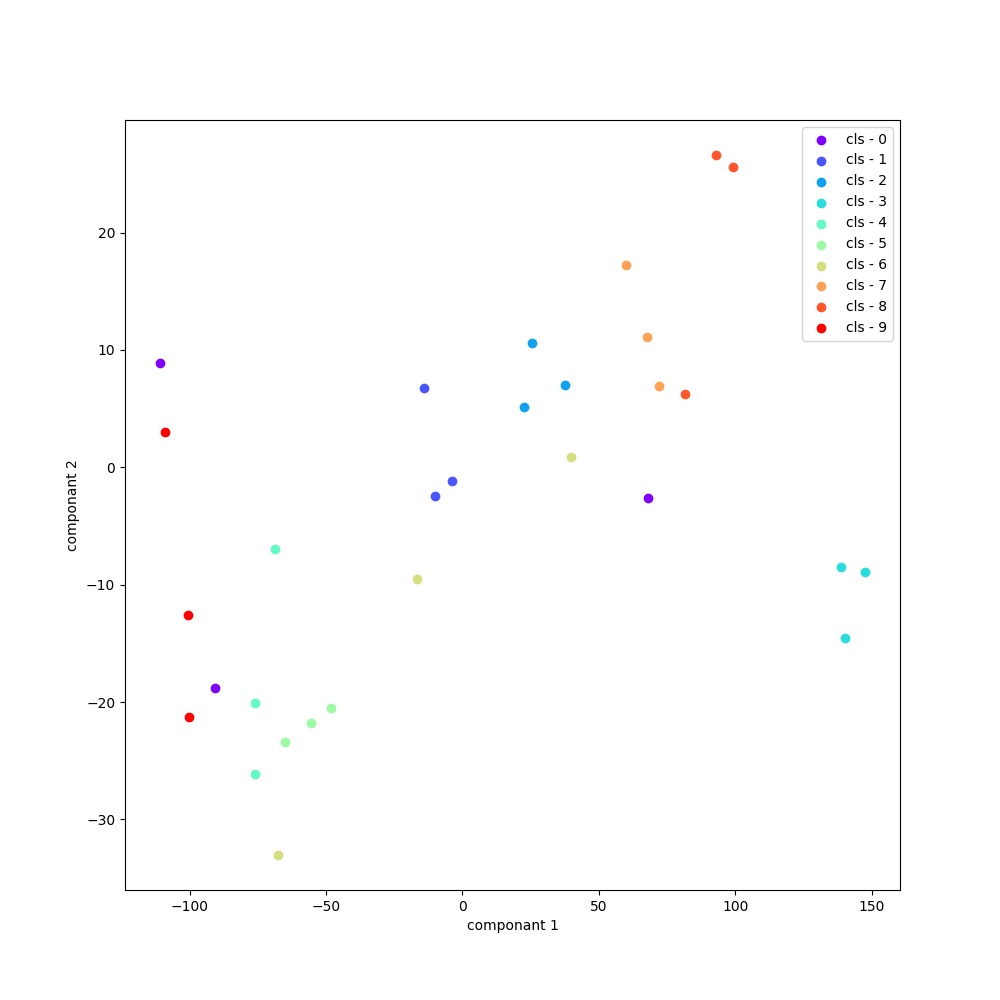 cls - 0
cls - 1
cls - 2
cls - 3
cls - 4
cls - 5
cls - 6
cls - 7
cls - 8
cls - 9
20
10
0
−10
−20
−30
componant 2
−100 −50 0 50 100 150
componant 1